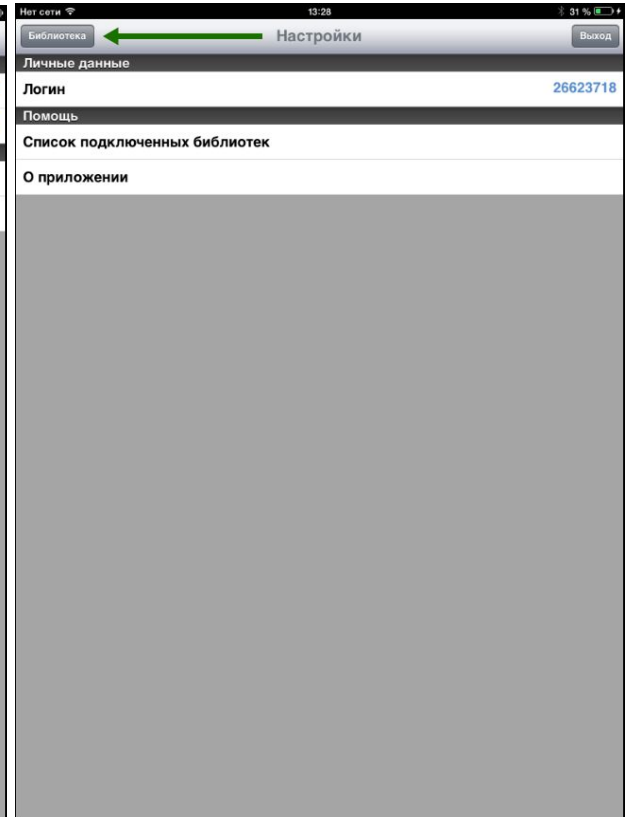 Нет сети 13:28 31 %
Библиотека Настройки Выход
Личные данные
Логин 26623718
Помощь
Список подключенных библиотек
О приложении